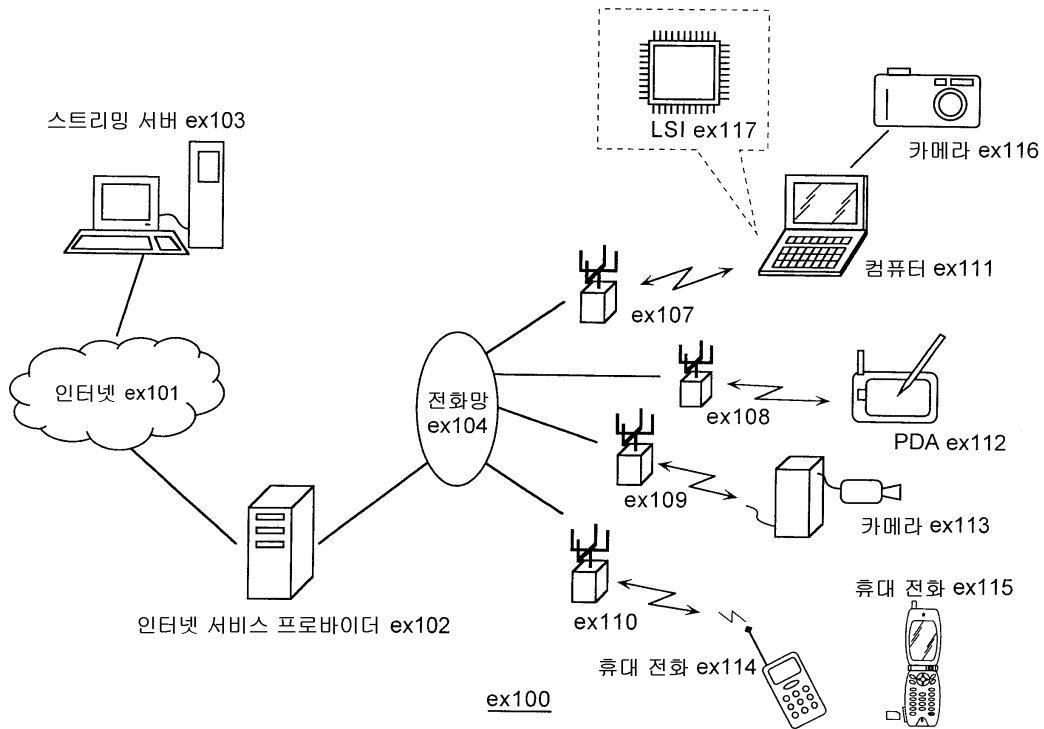 LSI ex117
스트리밍 서버 ex103
카메라 ex116
컴퓨터 ex111
ex107
인터넷 ex101
전화망
ex104
ex108
PDA ex112
ex109
카메라 ex113
인터넷 서비스 프로바이더 ex102
ex110
휴대 전화 ex115
휴대 전화 ex114
ex100